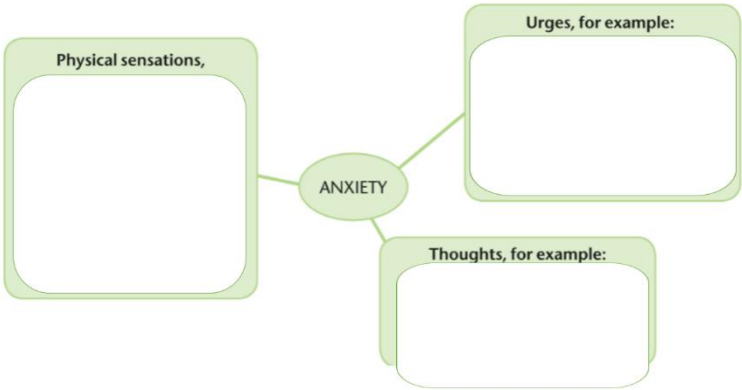 Urges, for example:
Physical sensations,
ANXIETY
Thoughts, for example: